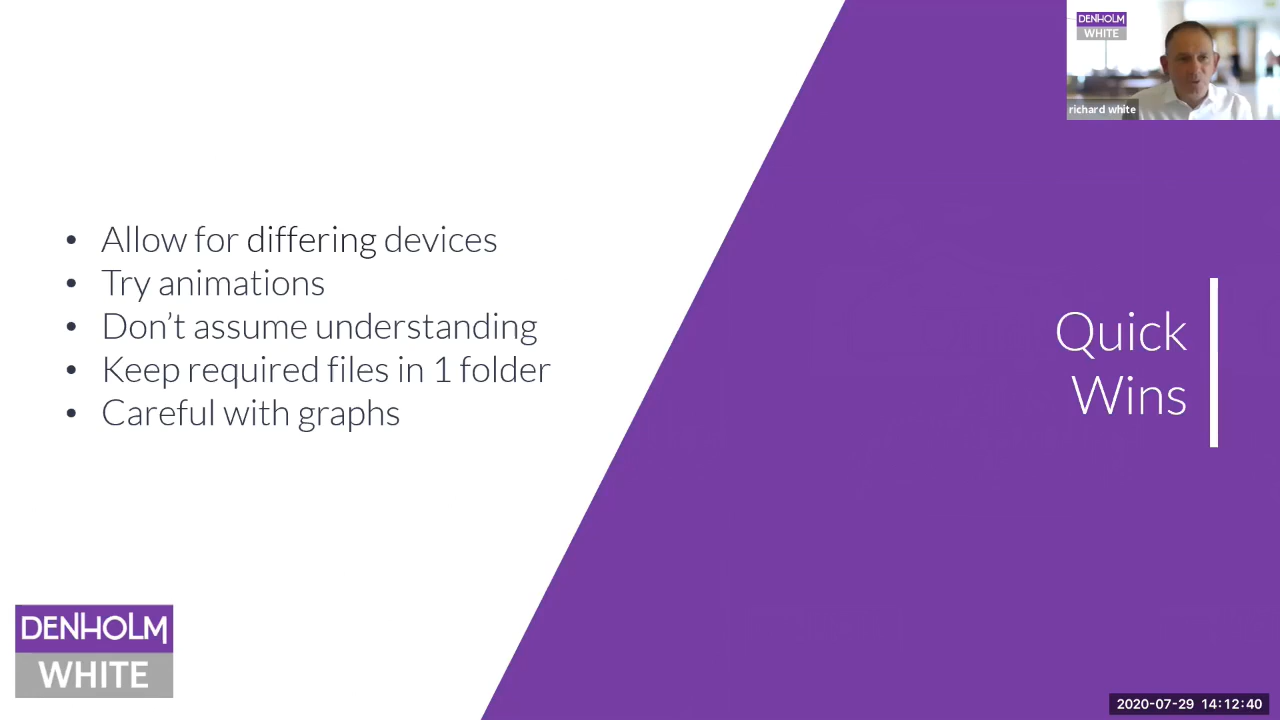 DENHOLM
WHITE
richard white
• Allow for differing devices
• Try animations
• Don't assume understanding
• Keep required files in 1 folder
• Careful with graphs
Quick
Wins
DENHOLM
WHITE
2020-07-29 14:12:40